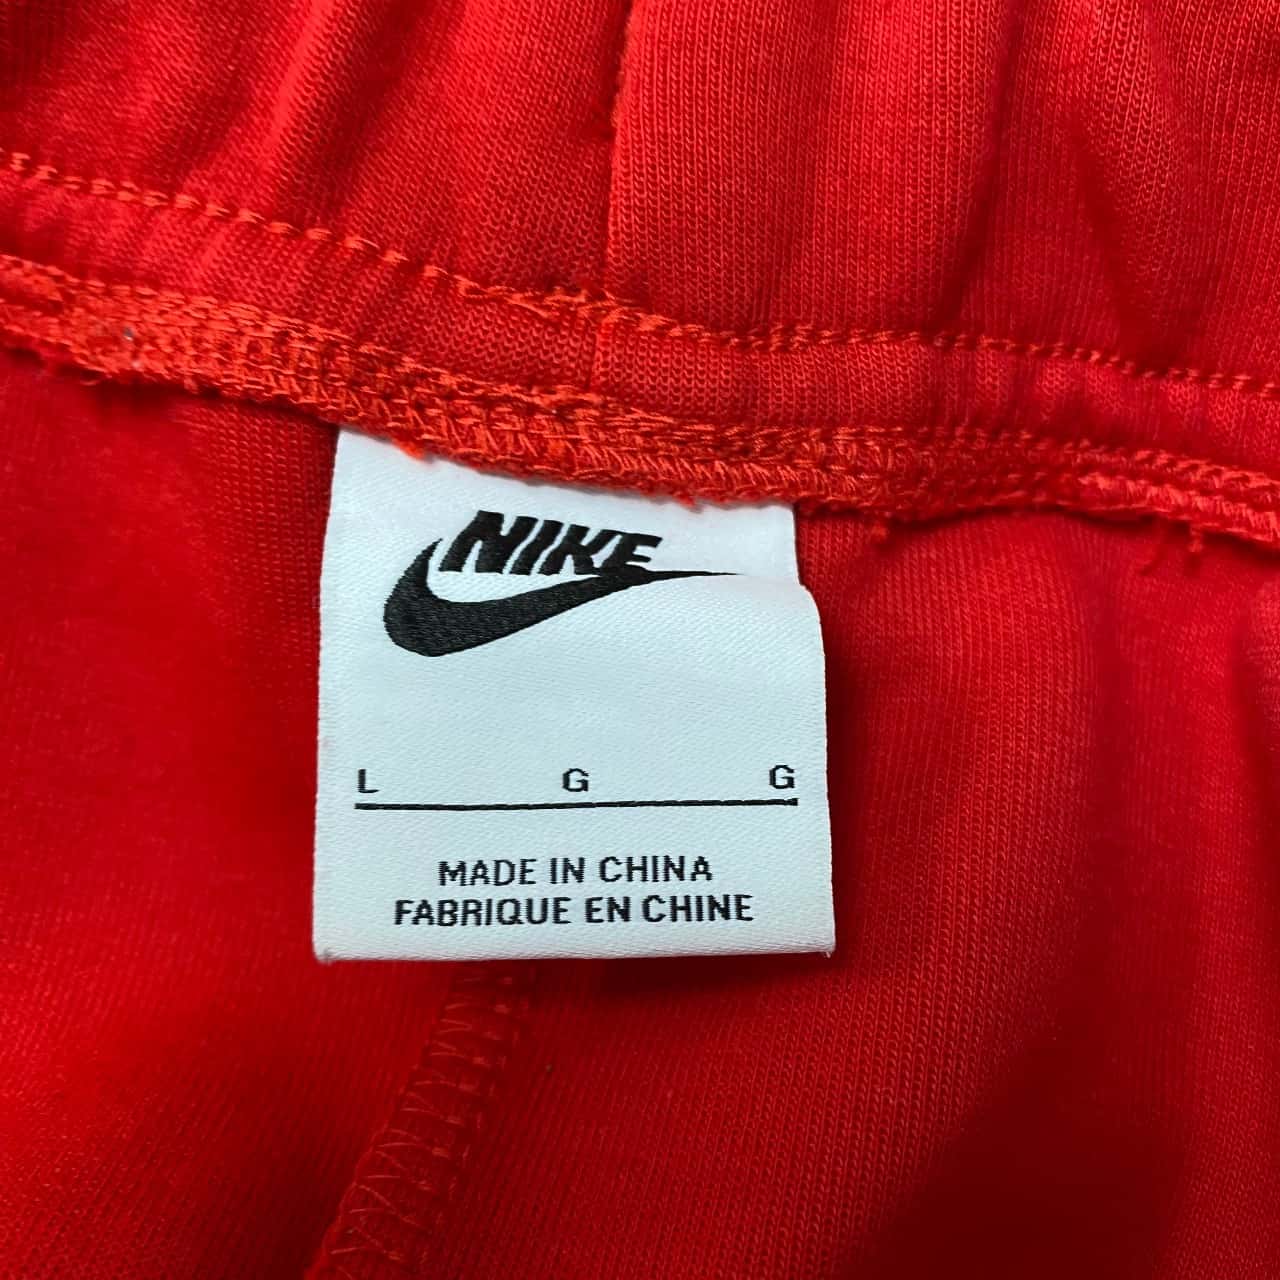 NIKE
L G G
MADE IN CHINA
FABRIQUE EN CHINE